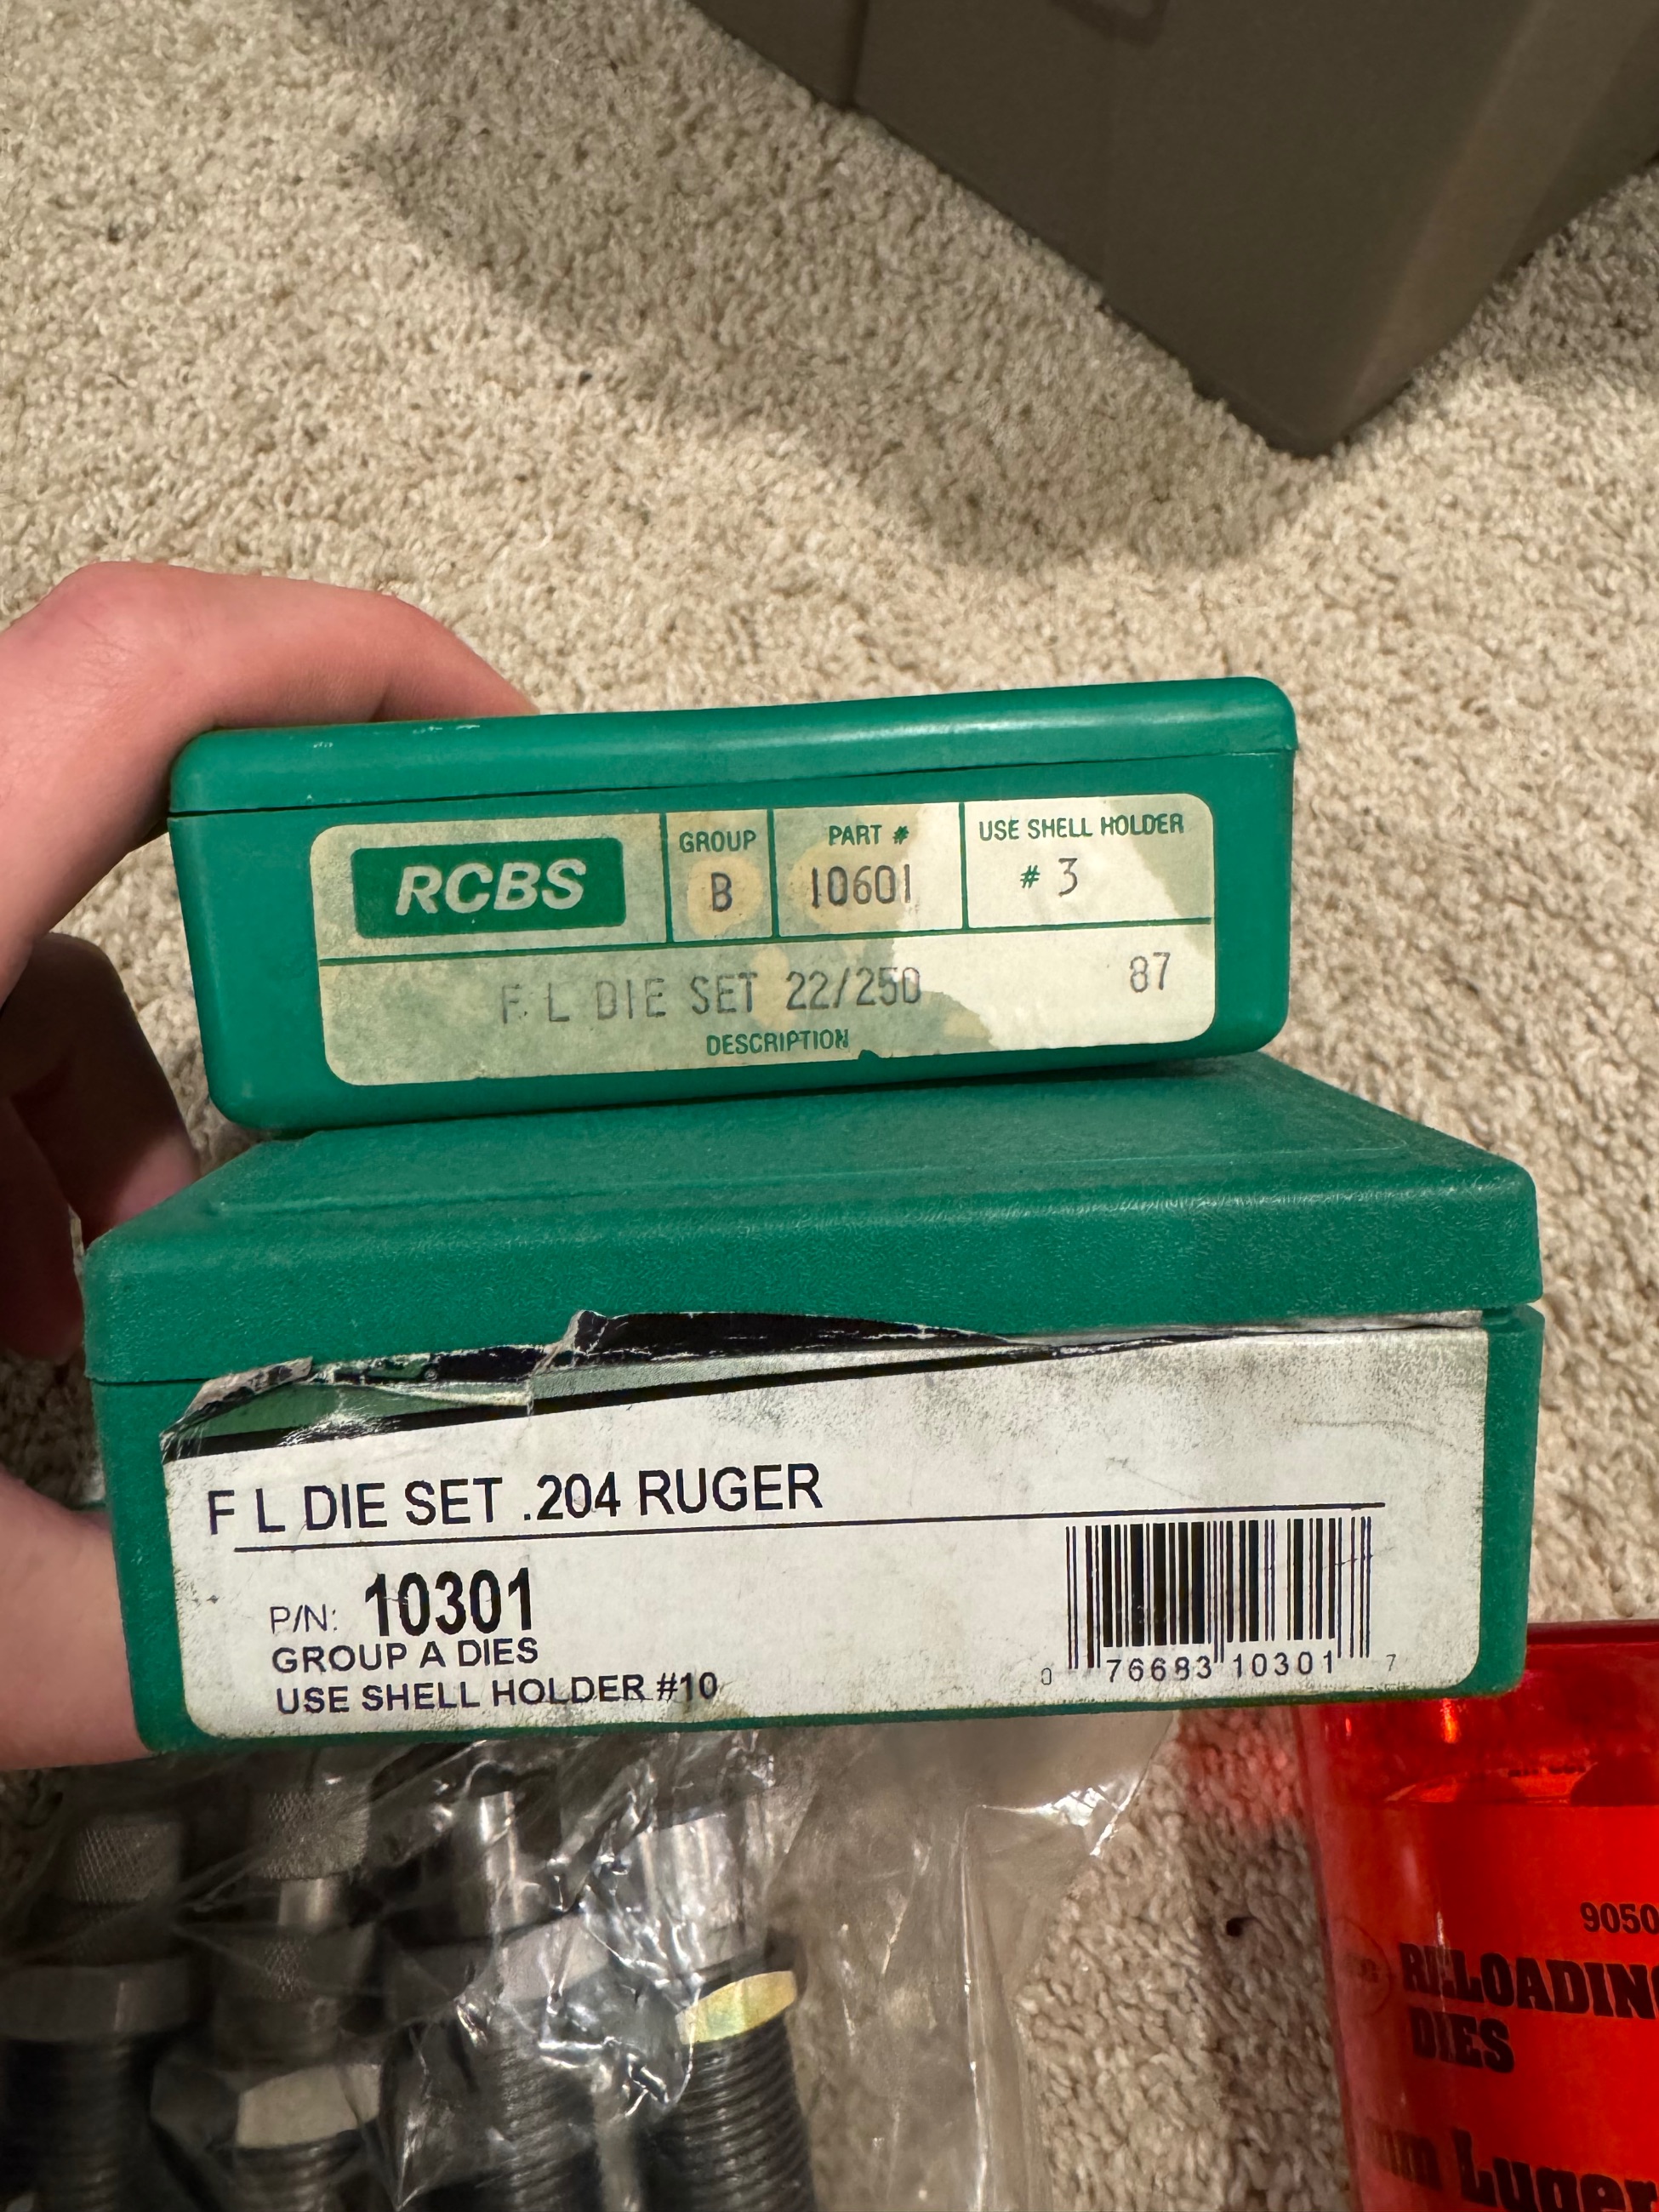 RCBS
GROUP
B
PART #
10601
USE SHELL HOLDER
# 3
F L DIE SET 22/250
87
DESCRIPTION
F L DIE SET .204 RUGER
P/N: 10301
GROUP A DIES
USE SHELL HOLDER #10
0 76683 10301 7
9050
RELOADING
DIES
Luger